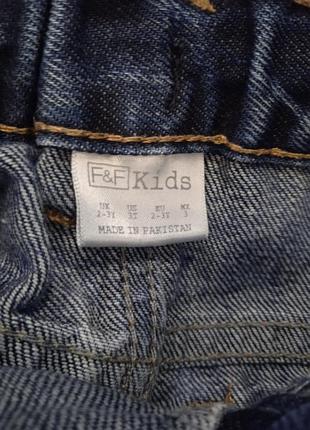 F&F Kids
UK US EU MX
2-3Y 3T 2-3Y 3
MADE IN PAKISTAN